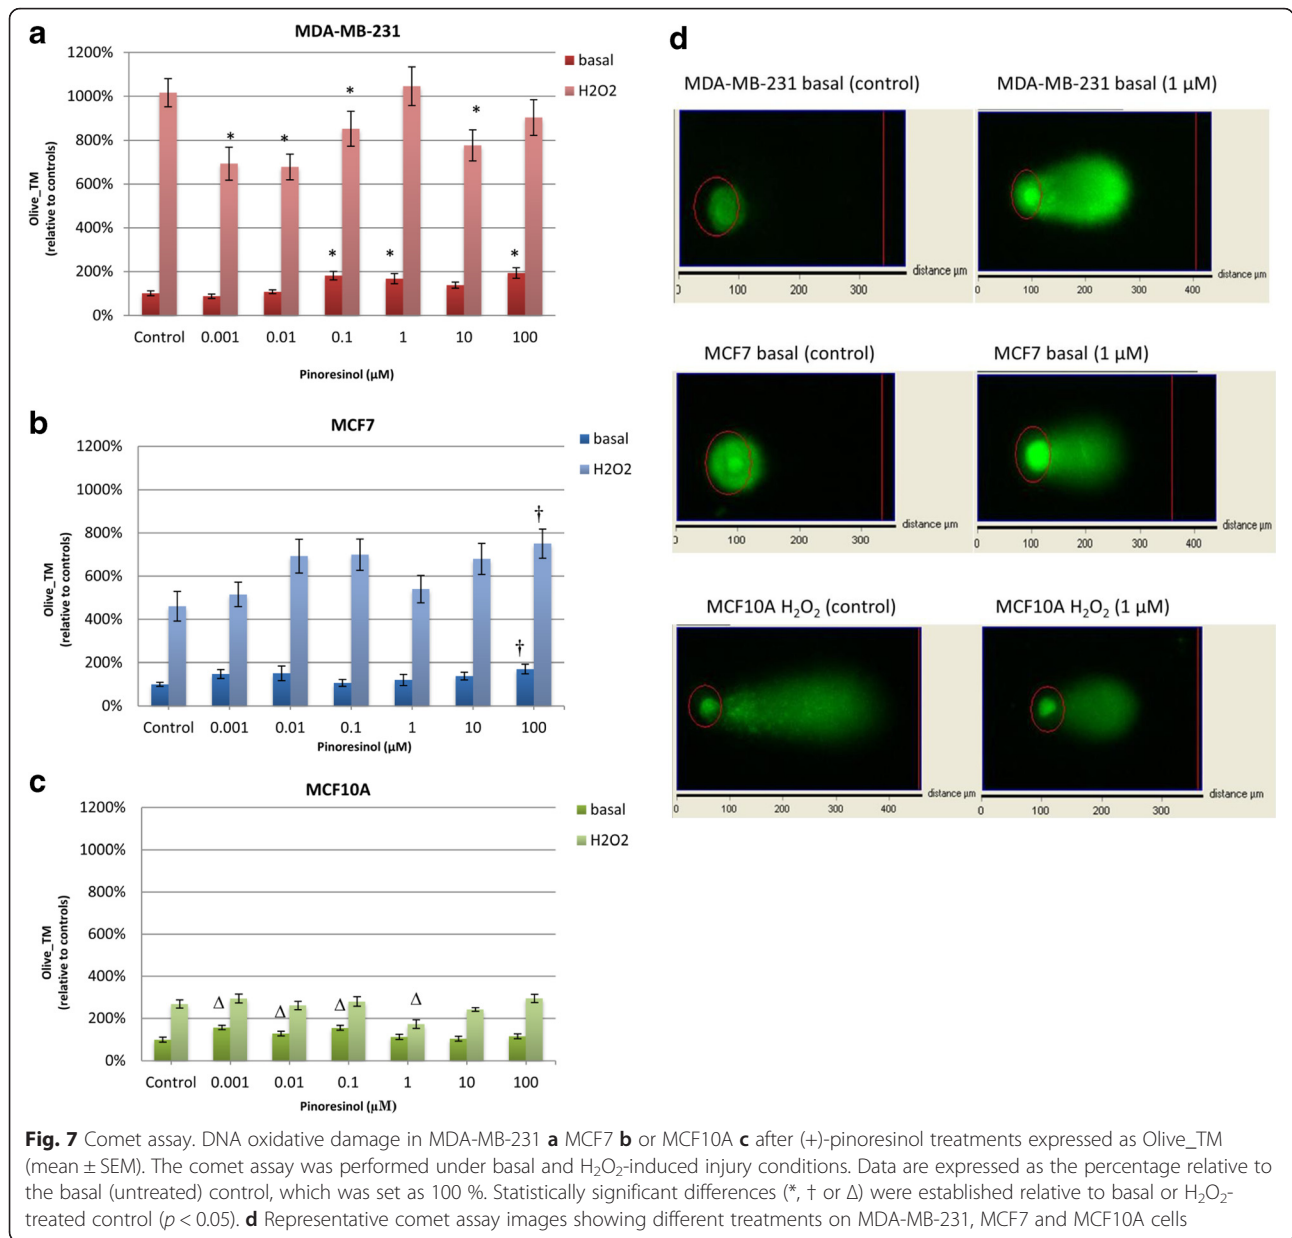 a
MDA-MB-231
1200%
1000%
800%
600%
400%
200%
0%
Olive_TM
(relative to controls)
basal
H2O2
*
*
*
*
*
*
*
Control 0.001 0.01 0.1 1 10 100
Pinoresinol (µM)
b
MCF7
1200%
1000%
800%
600%
400%
200%
0%
Olive_TM
(relative to controls)
basal
H2O2
†
†
Control 0.001 0.01 0.1 1 10 100
Pinoresinol (µM)
c
MCF10A
1200%
1000%
800%
600%
400%
200%
0%
Olive_TM
(relative to controls)
basal
H2O2
Δ
Δ
Δ
Δ
Control 0.001 0.01 0.1 1 10 100
Pinoresinol (µM)
d
MDA-MB-231 basal (control)
distance µm
0 100 200 300
MDA-MB-231 basal (1 µM)
distance µm
0 100 200 300 400
MCF7 basal (control)
distance µm
0 100 200 300
MCF7 basal (1 µM)
distance µm
0 100 200 300 400
MCF10A H₂O₂ (control)
distance µm
0 100 200 300 400
MCF10A H₂O₂ (1 µM)
distance µm
0 100 200 300
Fig. 7 Comet assay. DNA oxidative damage in MDA-MB-231 a MCF7 b or MCF10A c after (+)-pinoresinol treatments expressed as Olive_TM
(mean ± SEM). The comet assay was performed under basal and H₂O₂-induced injury conditions. Data are expressed as the percentage relative to
the basal (untreated) control, which was set as 100 %. Statistically significant differences (*, † or Δ) were established relative to basal or H₂O₂-
treated control (p < 0.05). d Representative comet assay images showing different treatments on MDA-MB-231, MCF7 and MCF10A cells